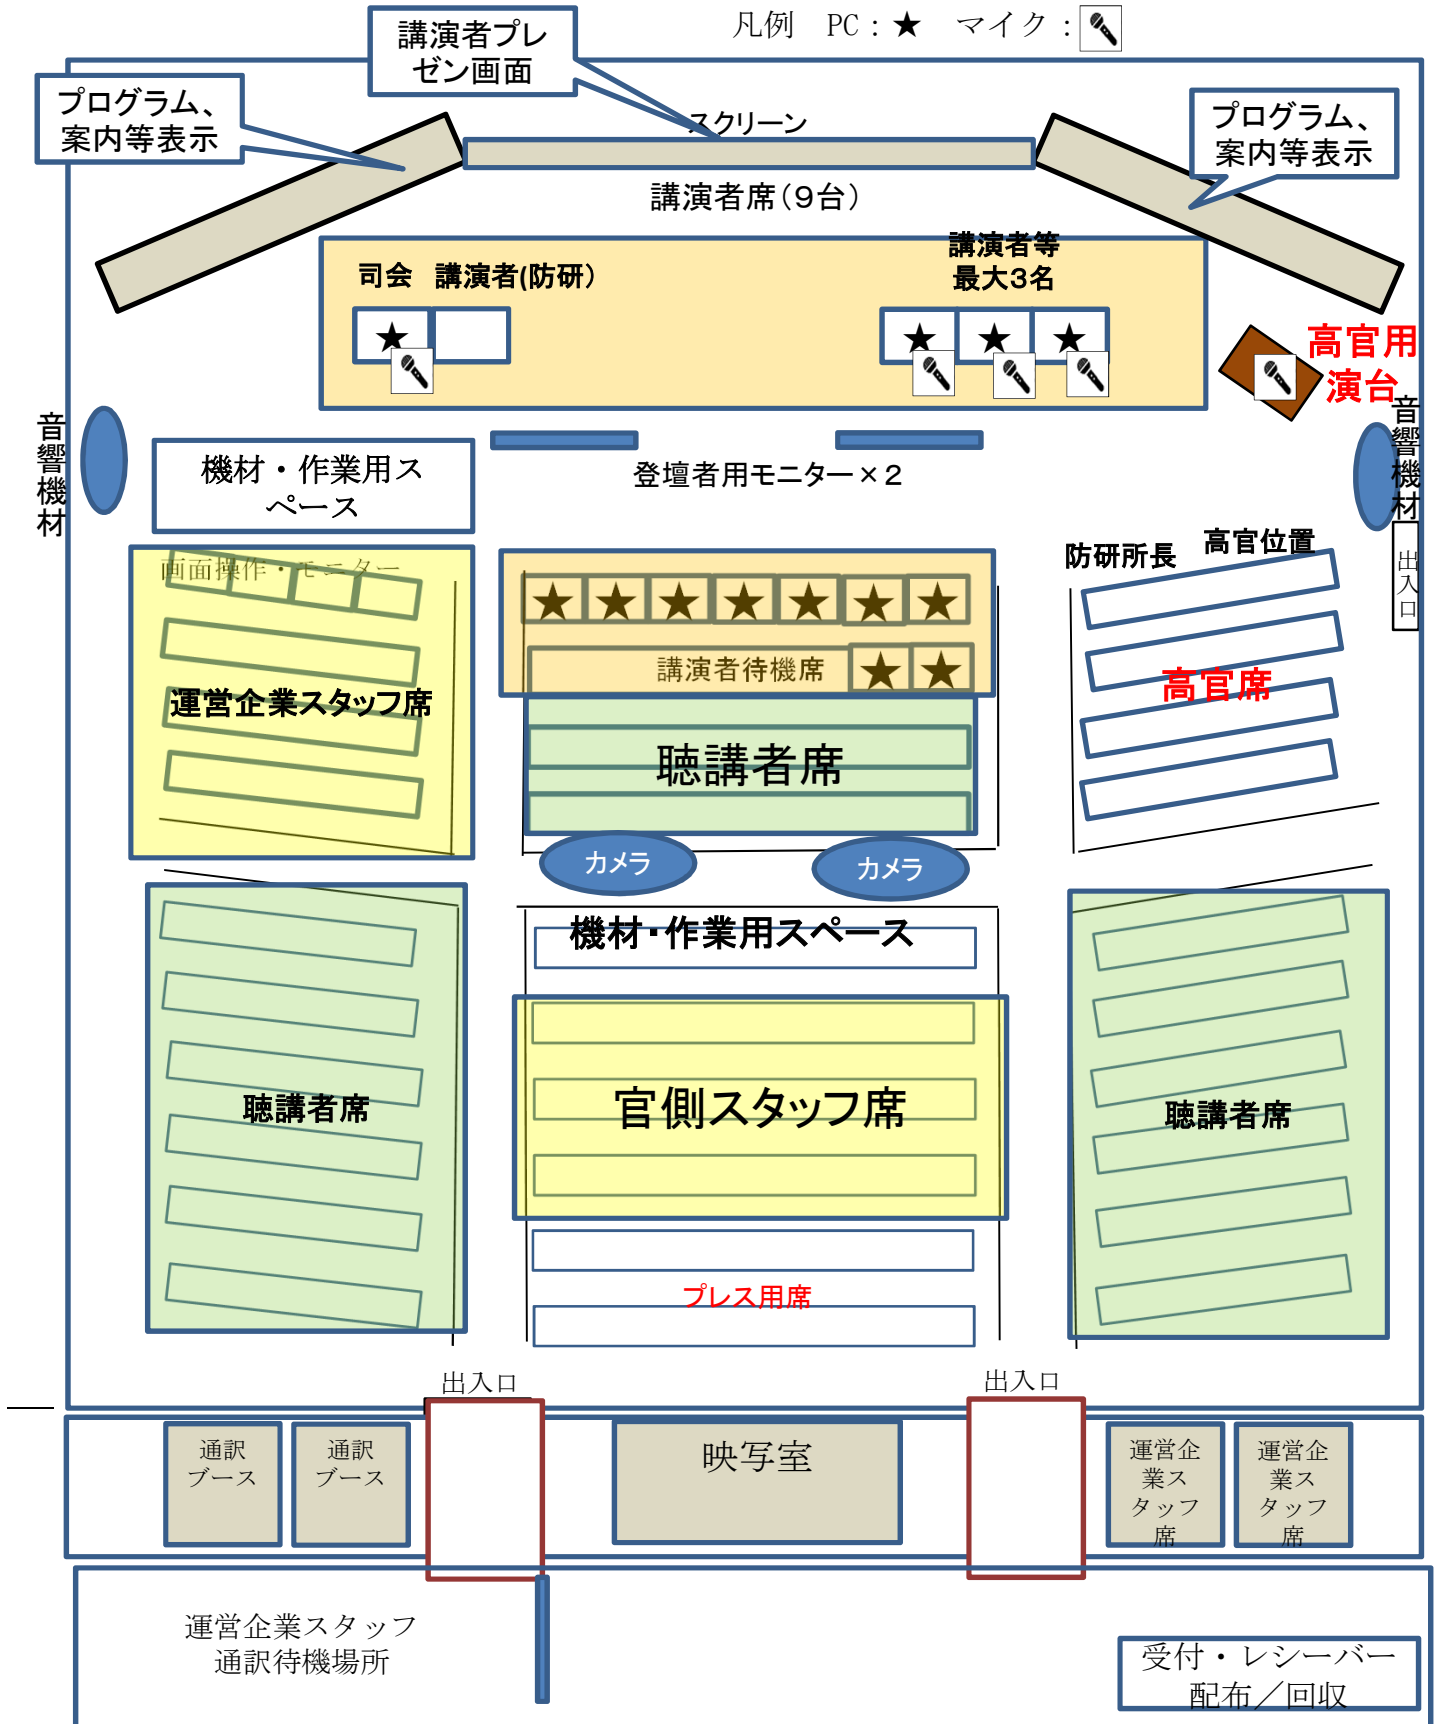 凡例　PC：★　マイク：
講演者プレ
ゼン画面
プログラム、
案内等表示
プログラム、
案内等表示
スクリーン
講演者席（９台）
司会
講演者(防研）
講演者等
最大３名
★
★
★
★
高官用
演台
音響機材
音響機材
機材・作業用ス
ペース
登壇者用モニター×２
出入口
画面操作・モニター
防研所長
高官位置
★ ★ ★ ★ ★ ★ ★
講演者待機席
★ ★
運営企業スタッフ席
高官席
聴講者席
カメラ
カメラ
機材・作業用スペース
聴講者席
官側スタッフ席
聴講者席
プレス用席
出入口
出入口
通訳
ブース
通訳
ブース
映写室
運営企
業ス
タッフ
席
運営企
業ス
タッフ
席
運営企業スタッフ
通訳待機場所
受付・レシーバー
配布／回収